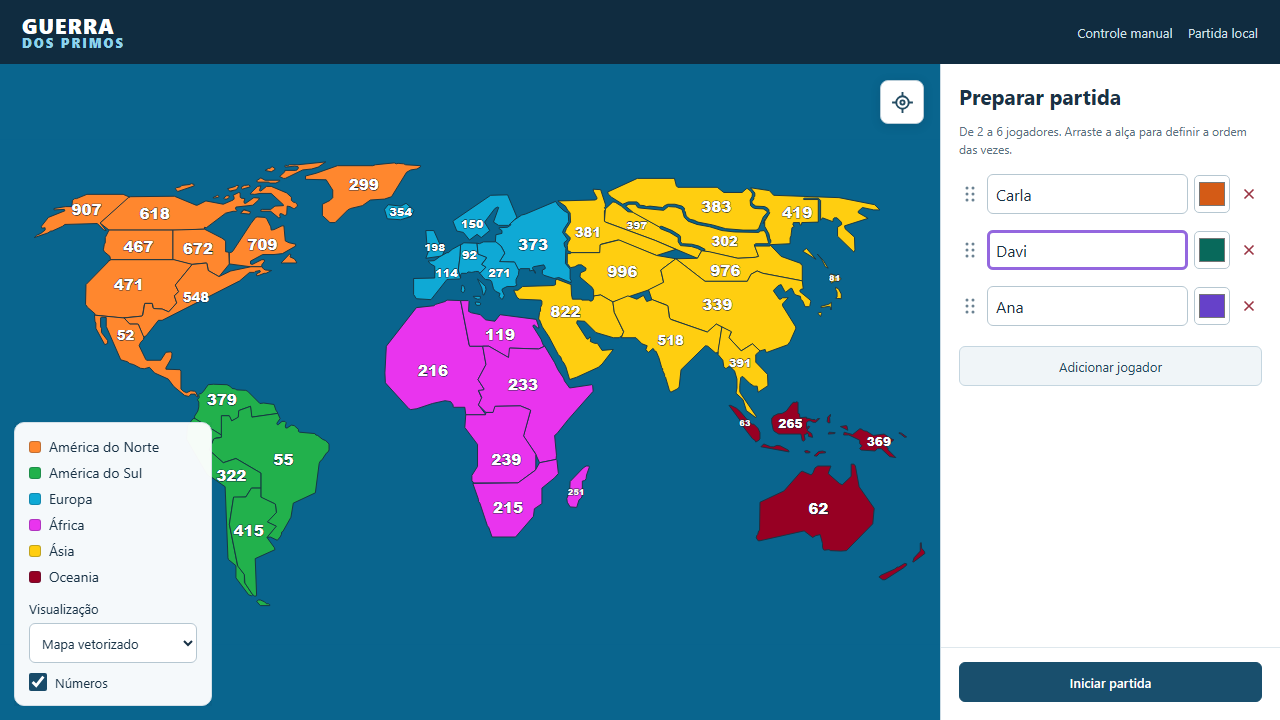 GUERRA
DOS PRIMOS
Controle manual
Partida local
299
907
618
354
150
383
419
397
381
302
467
672
709
198
92
373
996
976
114
271
471
548
84
339
822
52
119
518
391
216
233
379
63
265
369
55
239
322
251
215
62
415
América do Norte
América do Sul
Europa
África
Ásia
Oceania
Visualização
Mapa vetorizado
Números
Preparar partida
De 2 a 6 jogadores. Arraste a alça para definir a ordem
das vezes.
Carla
Davi
Ana
Adicionar jogador
Iniciar partida